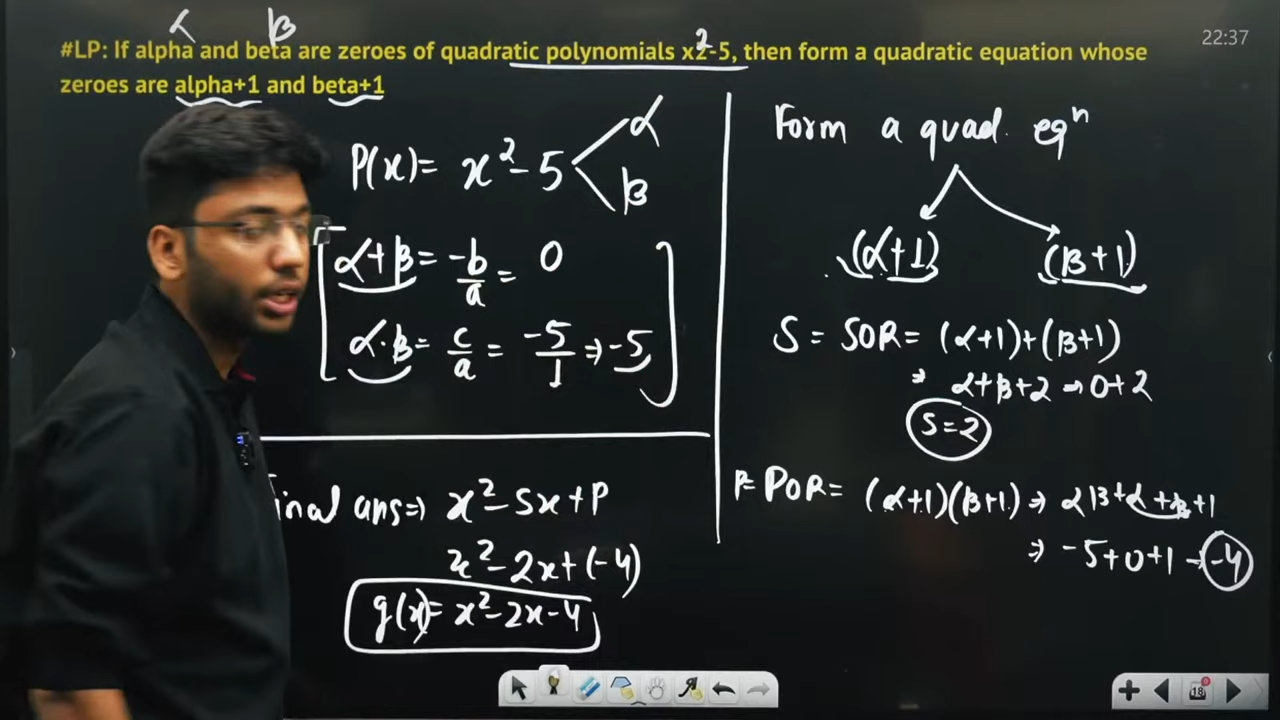 α β
22:37
#LP: If alpha and beta are zeroes of quadratic polynomials x2-5, then form a quadratic equation whose
zeroes are alpha+1 and beta+1
2
P(x) = x² - 5
α
β
α+β = -b/a = 0
α·β = c/a = -5/1 ⇒ -5
Form a quad. eqⁿ
(α+1) (β+1)
S = SOR = (α+1)+(β+1)
⇒ α+β+2 ⇒ 0+2
S=2
P= POR = (α+1)(β+1) ⇒ αβ+α+β+1
⇒ -5+0+1 → -4
inal ans ⇒ x² - Sx + P
x² - 2x + (-4)
g(x) = x² - 2x - 4
18